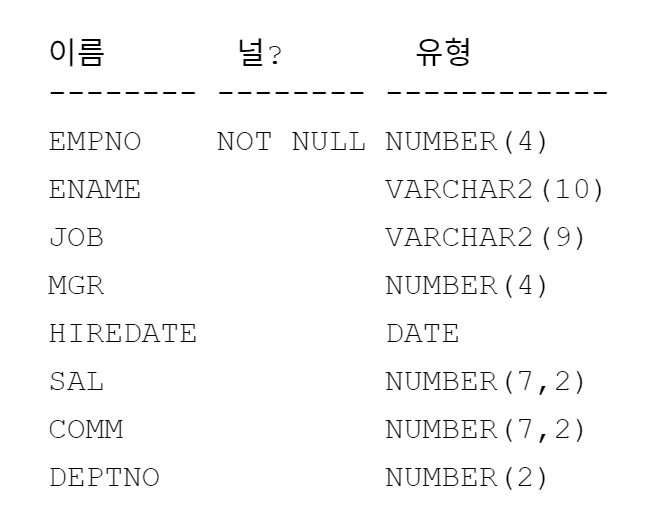 이름 널? 유형
-------- -------- ------------
EMPNO NOT NULL NUMBER(4)
ENAME VARCHAR2(10)
JOB VARCHAR2(9)
MGR NUMBER(4)
HIREDATE DATE
SAL NUMBER(7,2)
COMM NUMBER(7,2)
DEPTNO NUMBER(2)